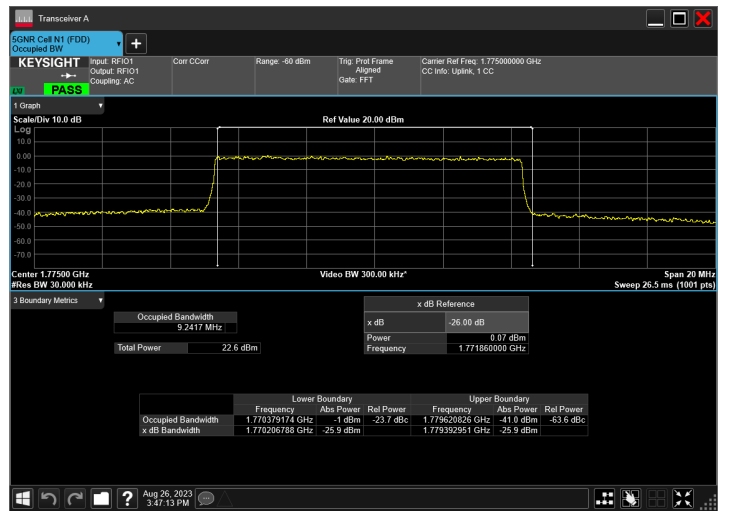 Transceiver A
5GNR Cell N1 (FDD)
Occupied BW
KEYSIGHT
Input: RFIO1
Output: RFIO1
Coupling: AC
Corr CCorr
Range: -60 dBm
Trig: Prot Frame
Aligned
Gate: FFT
Carrier Ref Freq: 1.775000000 GHz
CC Info: Uplink, 1 CC
PASS
1 Graph
Scale/Div 10.0 dB
Ref Value 20.00 dBm
Log
10.0
0.00
-10.0
-20.0
-30.0
-40.0
-50.0
-60.0
-70.0
Center 1.77500 GHz
Video BW 300.00 kHz*
Span 20 MHz
#Res BW 30.000 kHz
Sweep 26.5 ms (1001 pts)
3 Boundary Metrics
Occupied Bandwidth
9.2417 MHz
Total Power 22.6 dBm
x dB Reference
x dB -26.00 dB
Power 0.07 dBm
Frequency 1.771860000 GHz
Lower Boundary Upper Boundary
Frequency Abs Power Rel Power Frequency Abs Power Rel Power
Occupied Bandwidth 1.770379174 GHz -1 dBm -23.7 dBc 1.779620826 GHz -41.0 dBm -63.6 dBc
x dB Bandwidth 1.770206788 GHz -25.9 dBm 1.779392951 GHz -25.9 dBm
Aug 26, 2023
3:47:13 PM